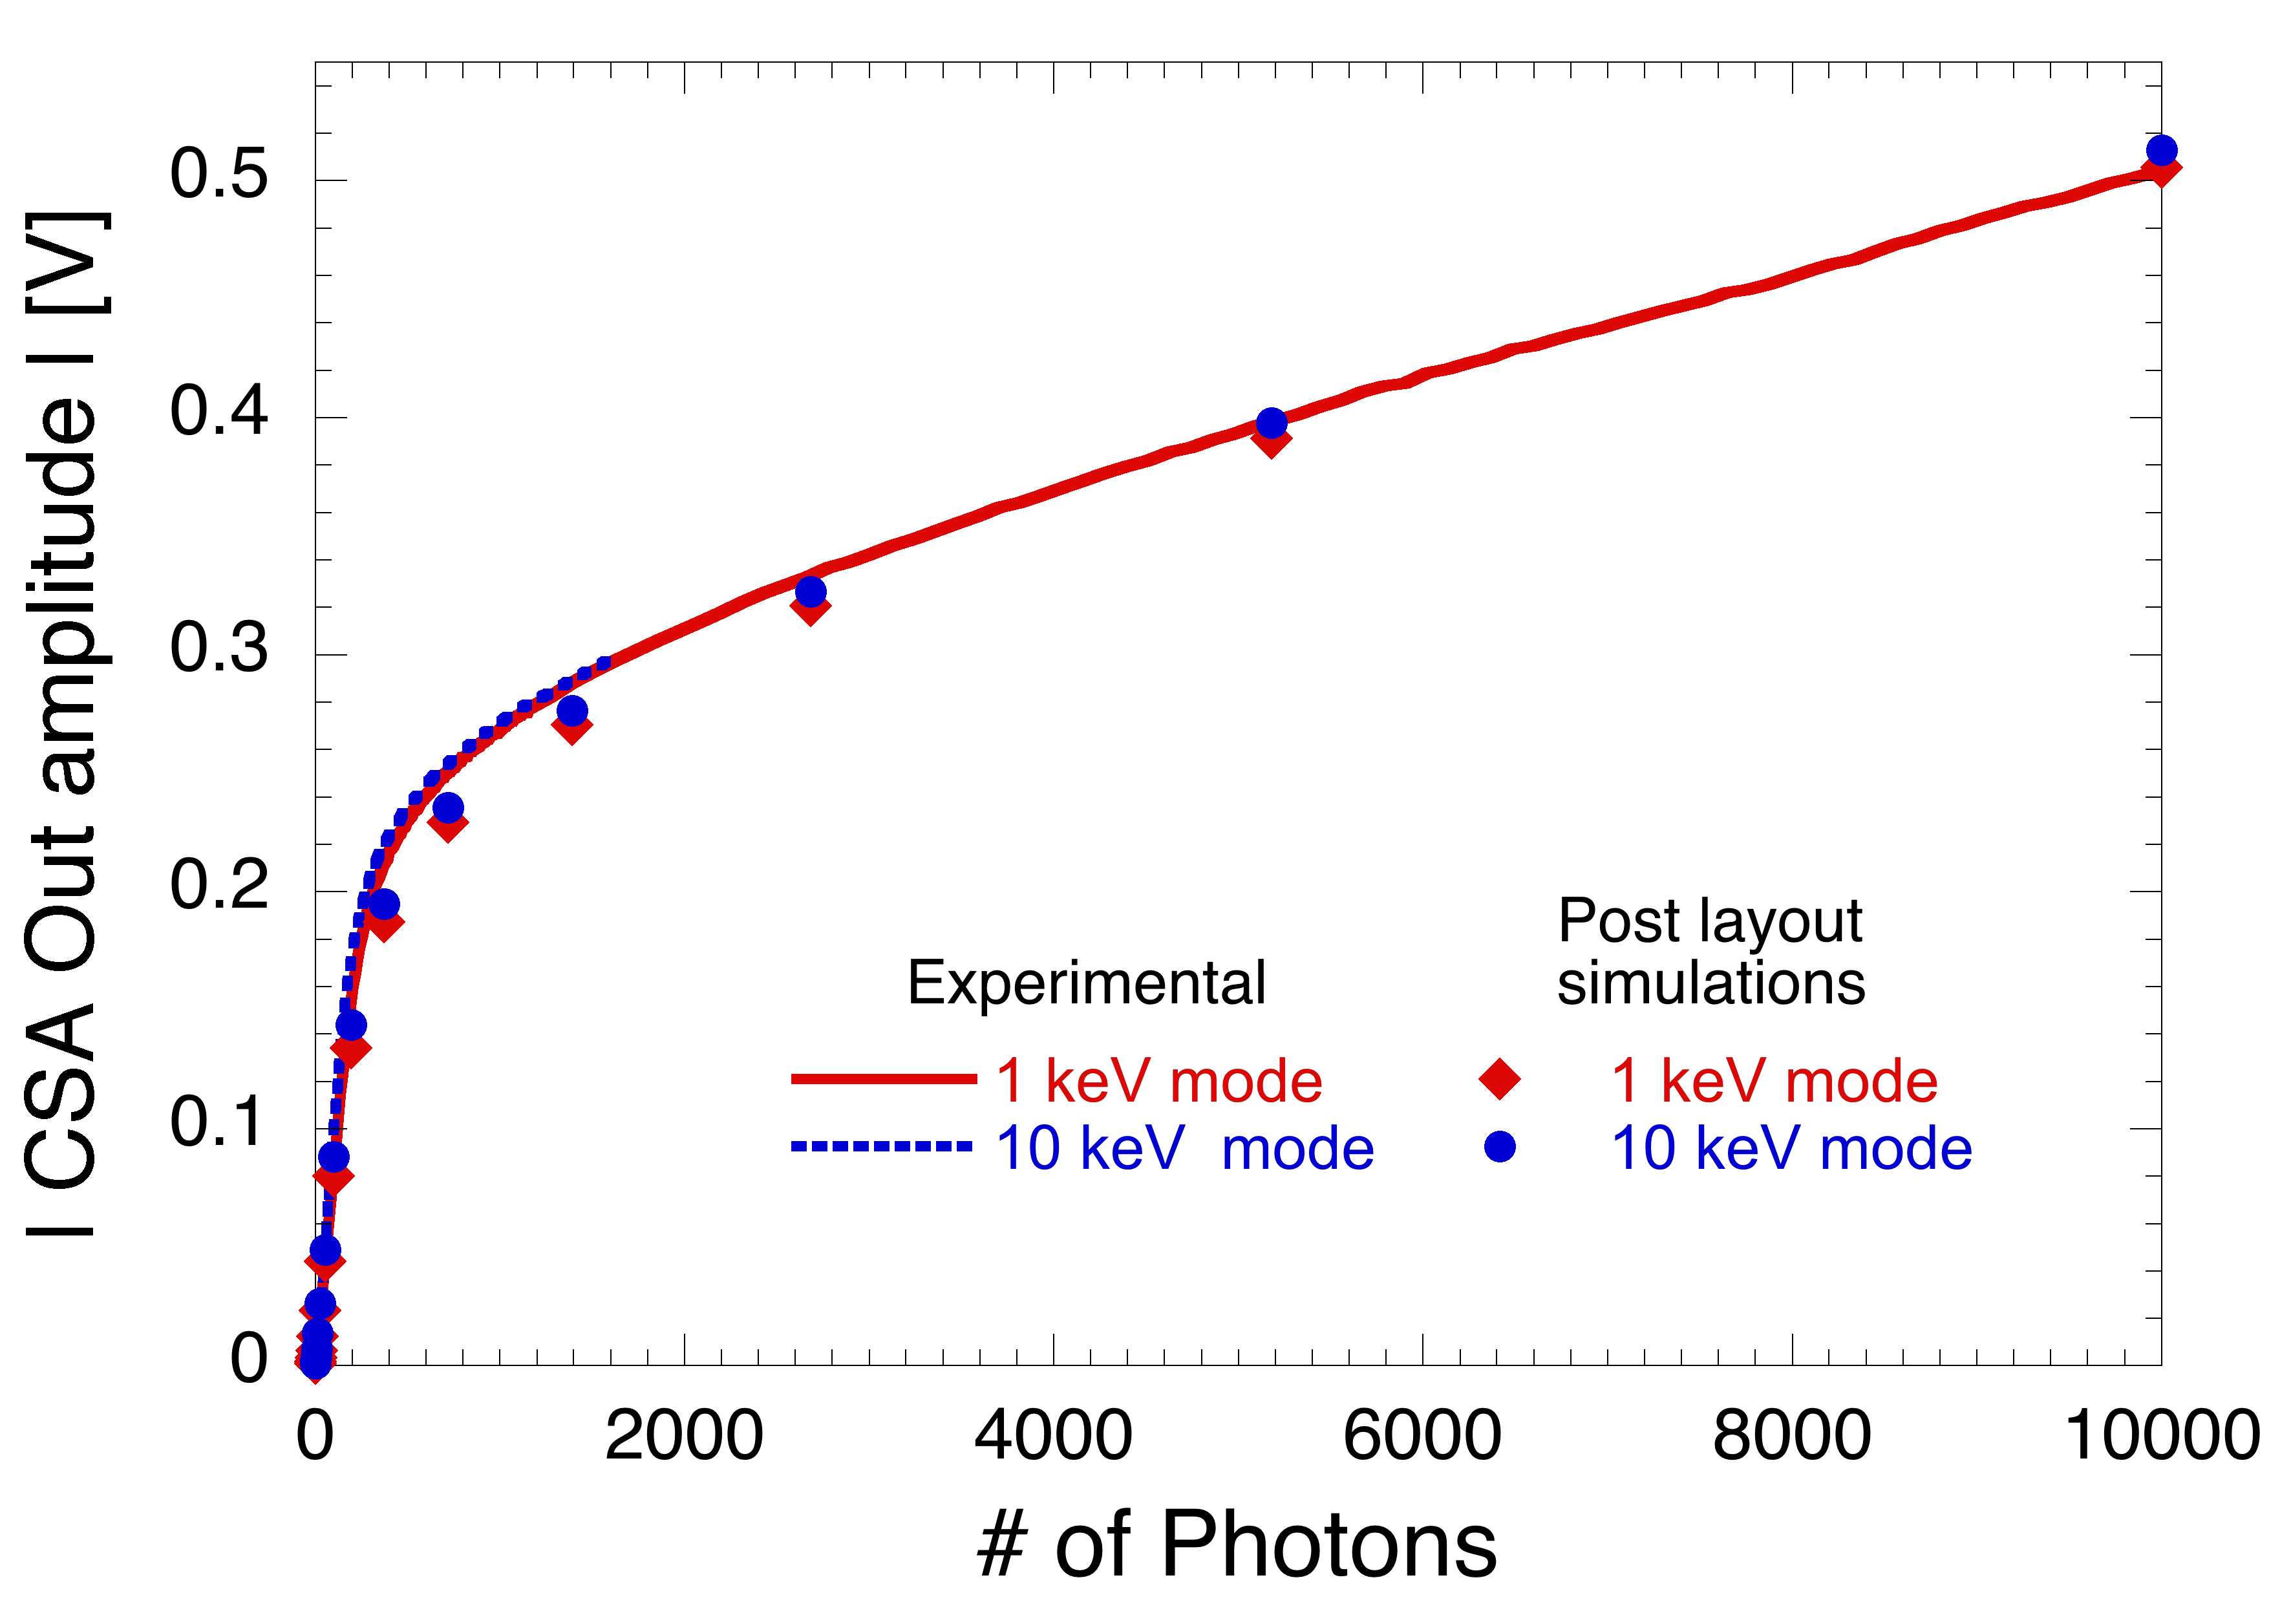 | CSA Out amplitude | [V]
0.5
0.4
0.3
0.2
0.1
0
Post layout
simulations
Experimental
1 keV mode
10 keV mode
1 keV mode
10 keV mode
0 2000 4000 6000 8000 10000
# of Photons